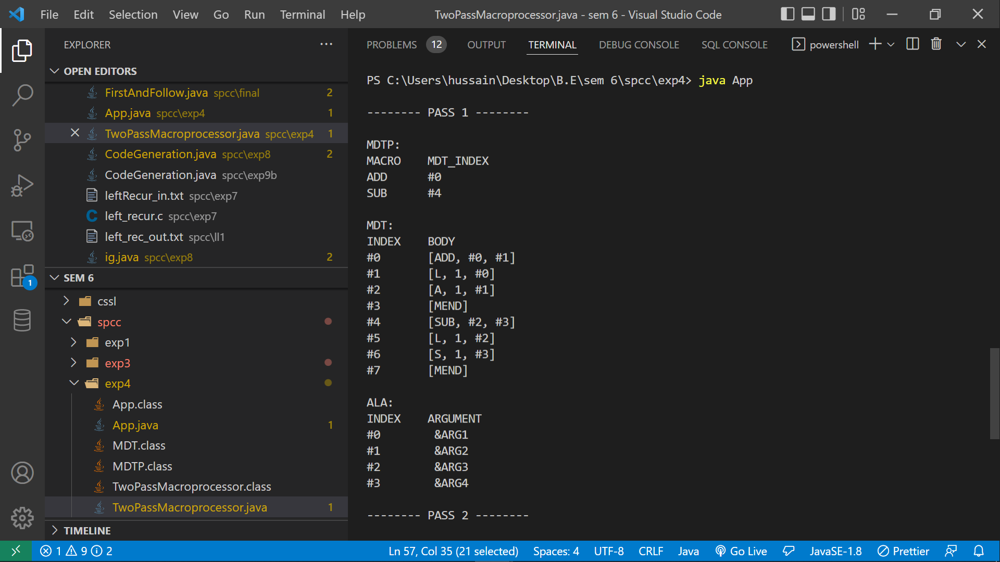 File Edit Selection View Go Run Terminal Help
TwoPassMacroprocessor.java - sem 6 - Visual Studio Code
EXPLORER
OPEN EDITORS
FirstAndFollow.java spcc\final 2
App.java spcc\exp4 1
TwoPassMacroprocessor.java spcc\exp4 1
CodeGeneration.java spcc\exp8 2
CodeGeneration.java spcc\exp9b
leftRecur_in.txt spcc\exp7
C left_recur.c spcc\exp7
left_rec_out.txt spcc\ll1
ig.java spcc\exp8 2
1
SEM 6
cssl
spcc
exp1
exp3
exp4
App.class
App.java 1
MDT.class
MDTP.class
TwoPassMacroprocessor.class
TwoPassMacroprocessor.java 1
TIMELINE
PROBLEMS 12 OUTPUT TERMINAL DEBUG CONSOLE SQL CONSOLE powershell
PS C:\Users\hussain\Desktop\B.E\sem 6\spcc\exp4> java App
-------- PASS 1 --------
MDTP:
MACRO MDT_INDEX
ADD #0
SUB #4
MDT:
INDEX BODY
#0 [ADD, #0, #1]
#1 [L, 1, #0]
#2 [A, 1, #1]
#3 [MEND]
#4 [SUB, #2, #3]
#5 [L, 1, #2]
#6 [S, 1, #3]
#7 [MEND]
ALA:
INDEX ARGUMENT
#0 &ARG1
#1 &ARG2
#2 &ARG3
#3 &ARG4
-------- PASS 2 --------
1 9 2
Ln 57, Col 35 (21 selected) Spaces: 4 UTF-8 CRLF Java Go Live JavaSE-1.8 Prettier